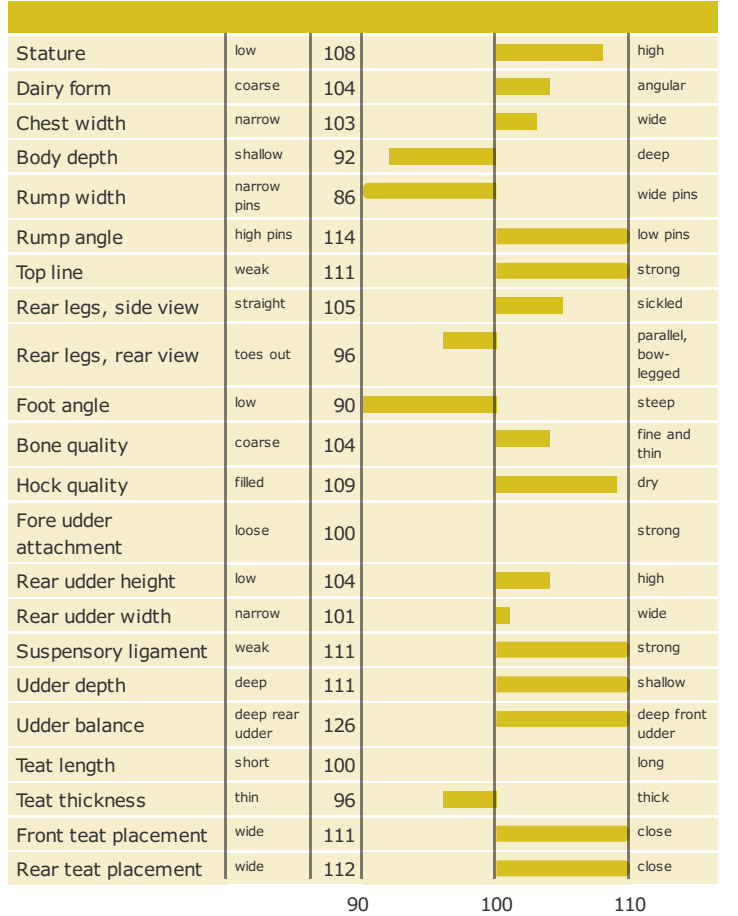 Stature low 108 high
Dairy form coarse 104 angular
Chest width narrow 103 wide
Body depth shallow 92 deep
Rump width narrow pins 86 wide pins
Rump angle high pins 114 low pins
Top line weak 111 strong
Rear legs, side view straight 105 sickled
Rear legs, rear view toes out 96 parallel, bow-legged
Foot angle low 90 steep
Bone quality coarse 104 fine and thin
Hock quality filled 109 dry
Fore udder attachment loose 100 strong
Rear udder height low 104 high
Rear udder width narrow 101 wide
Suspensory ligament weak 111 strong
Udder depth deep 111 shallow
Udder balance deep rear udder 126 deep front udder
Teat length short 100 long
Teat thickness thin 96 thick
Front teat placement wide 111 close
Rear teat placement wide 112 close
90 100 110